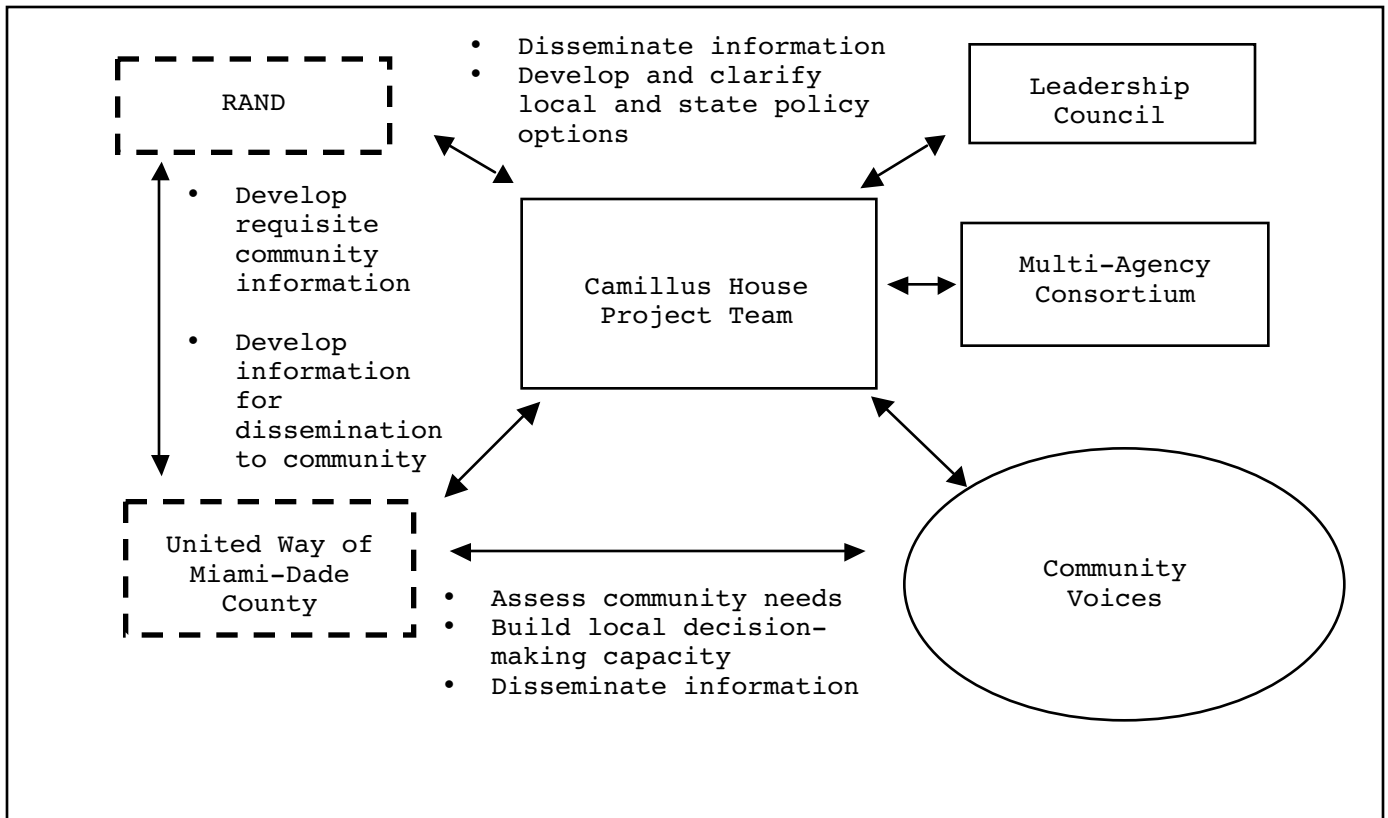 RAND
• Disseminate information
• Develop and clarify
local and state policy
options
Leadership
Council
• Develop
requisite
community
information
• Develop
information
for
dissemination
to community
Camillus House
Project Team
Multi-Agency
Consortium
United Way of
Miami-Dade
County
• Assess community needs
• Build local decision-
making capacity
• Disseminate information
Community
Voices